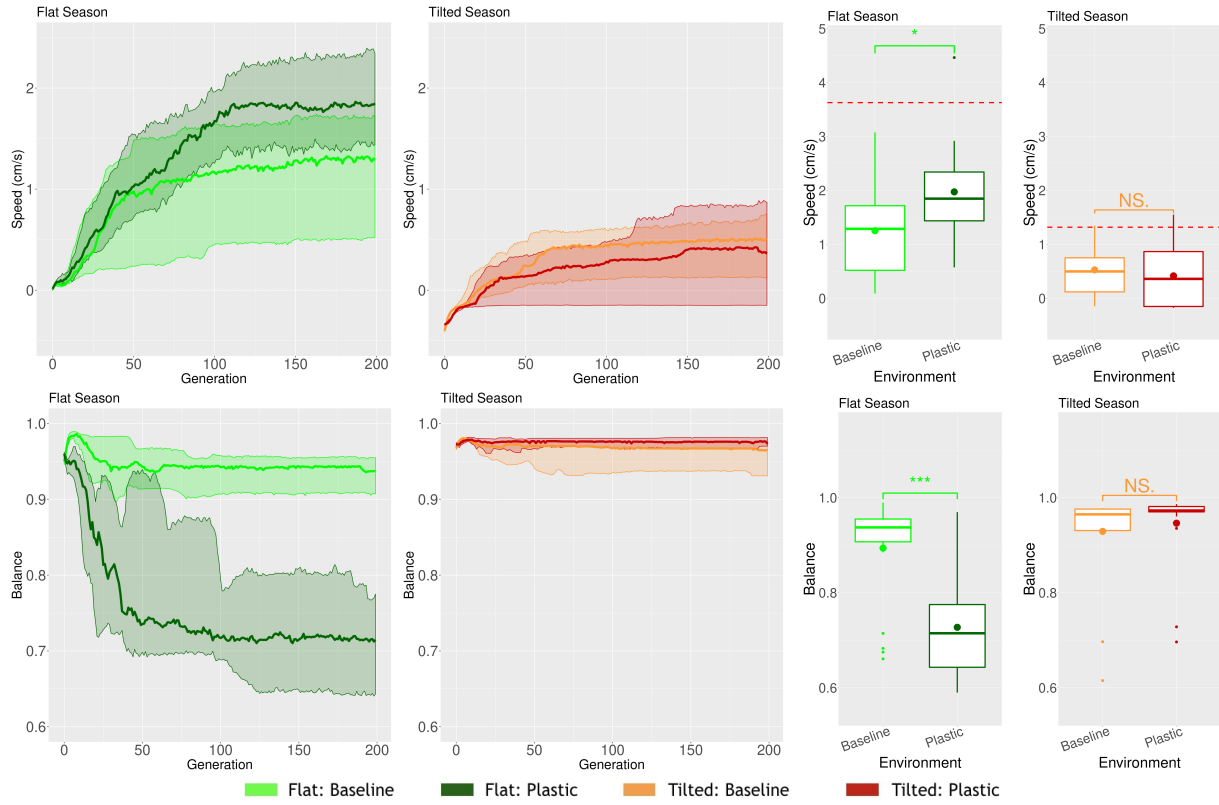 Flat Season
Tilted Season
Flat Season
Tilted Season
Speed (cm/s)
2
1
0
0 50 100 150 200
Generation
Speed (cm/s)
2
1
0
0 50 100 150 200
Generation
Speed (cm/s)
5
4
3
2
1
0
*
Baseline
Plastic
Environment
Speed (cm/s)
5
4
3
2
1
0
NS.
Baseline
Plastic
Environment
Flat Season
Tilted Season
Flat Season
Tilted Season
Balance
1.0
0.9
0.8
0.7
0.6
0 50 100 150 200
Generation
Balance
1.0
0.9
0.8
0.7
0.6
0 50 100 150 200
Generation
Balance
1.0
0.8
0.6
***
Baseline
Plastic
Environment
Balance
1.0
0.8
0.6
NS.
Baseline
Plastic
Environment
Flat: Baseline
Flat: Plastic
Tilted: Baseline
Tilted: Plastic